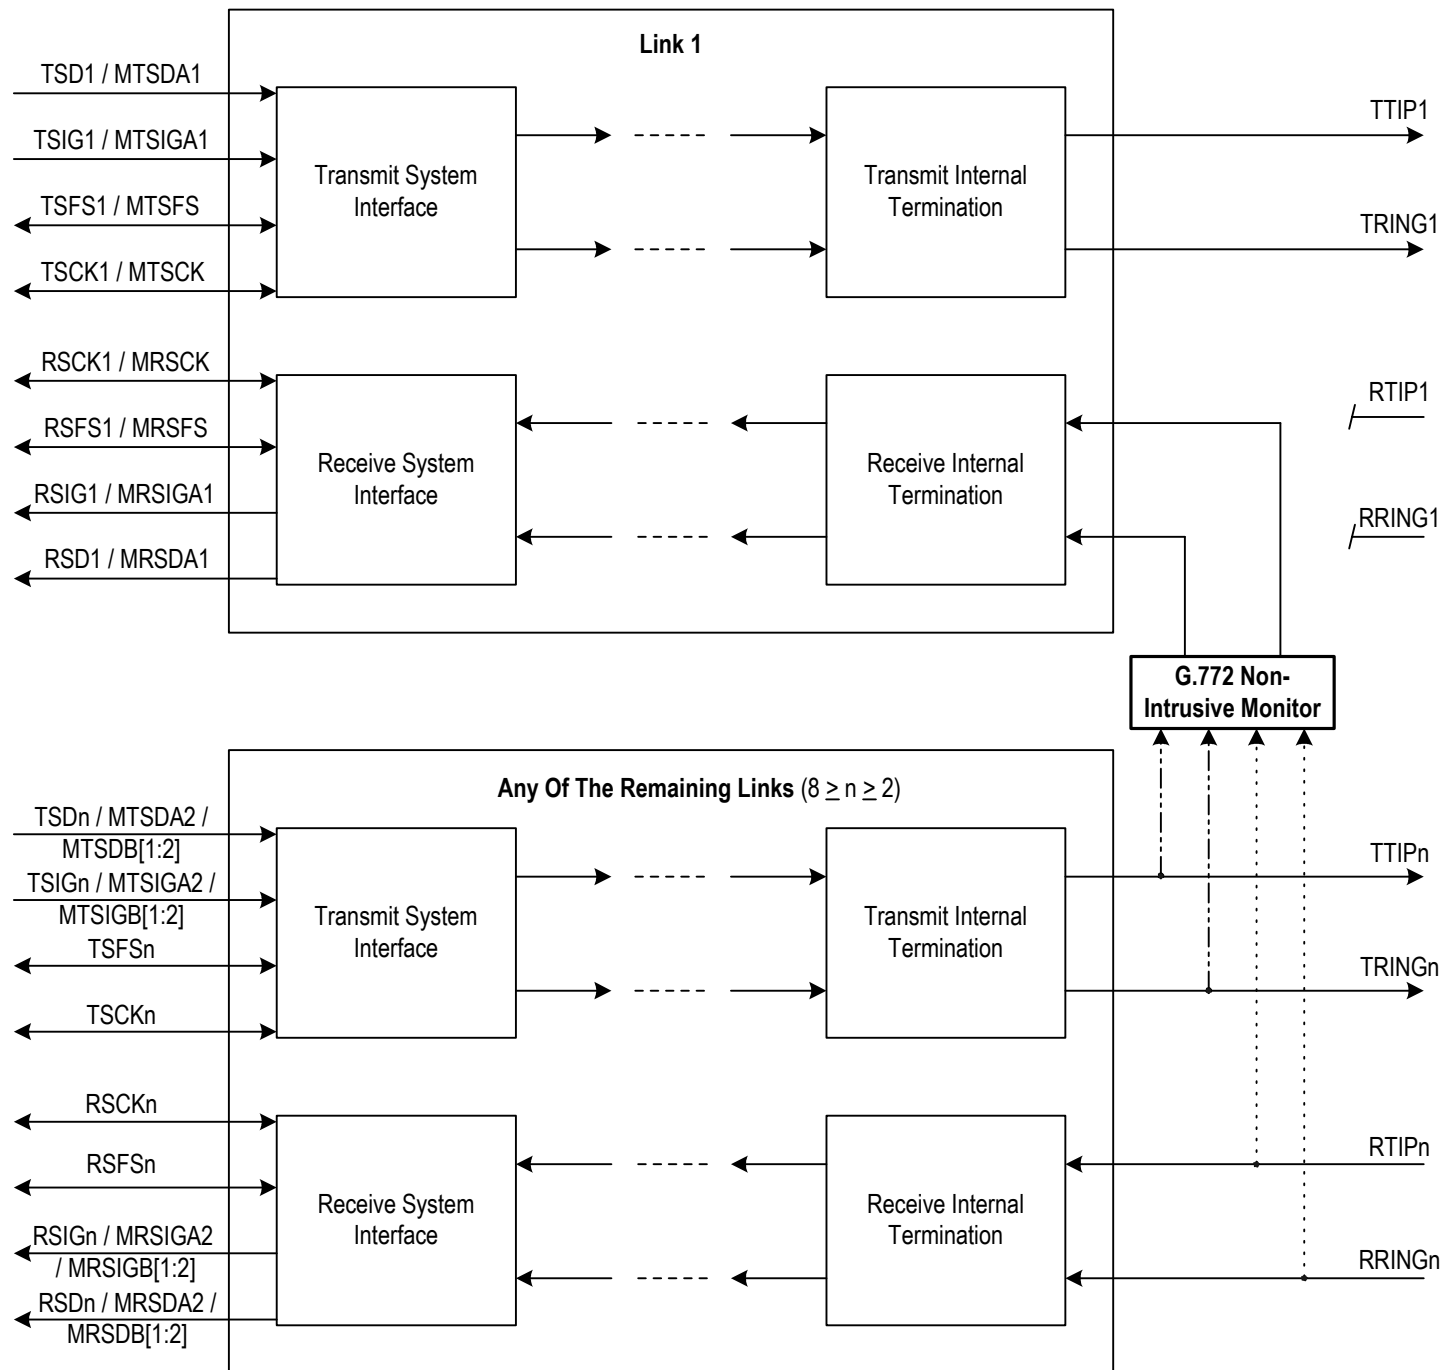 Link 1
TSD1 / MTSDA1
TSIG1 / MTSIGA1
TSFS1 / MTSFS
TSCK1 / MTSCK
Transmit System
Interface
Transmit Internal
Termination
TTIP1
TRING1
RSCK1 / MRSCK
RSFS1 / MRSFS
RSIG1 / MRSIGA1
RSD1 / MRSDA1
Receive System
Interface
Receive Internal
Termination
RTIP1
RRING1
G.772 Non-
Intrusive Monitor
Any Of The Remaining Links (8 ≥ n ≥ 2)
TSDn / MTSDA2 /
MTSDB[1:2]
TSIGn / MTSIGA2 /
MTSIGB[1:2]
TSFSn
TSCKn
Transmit System
Interface
Transmit Internal
Termination
TTIPn
TRINGn
RSCKn
RSFSn
RSIGn / MRSIGA2
/ MRSIGB[1:2]
RSDn / MRSDA2 /
MRSDB[1:2]
Receive System
Interface
Receive Internal
Termination
RTIPn
RRINGn